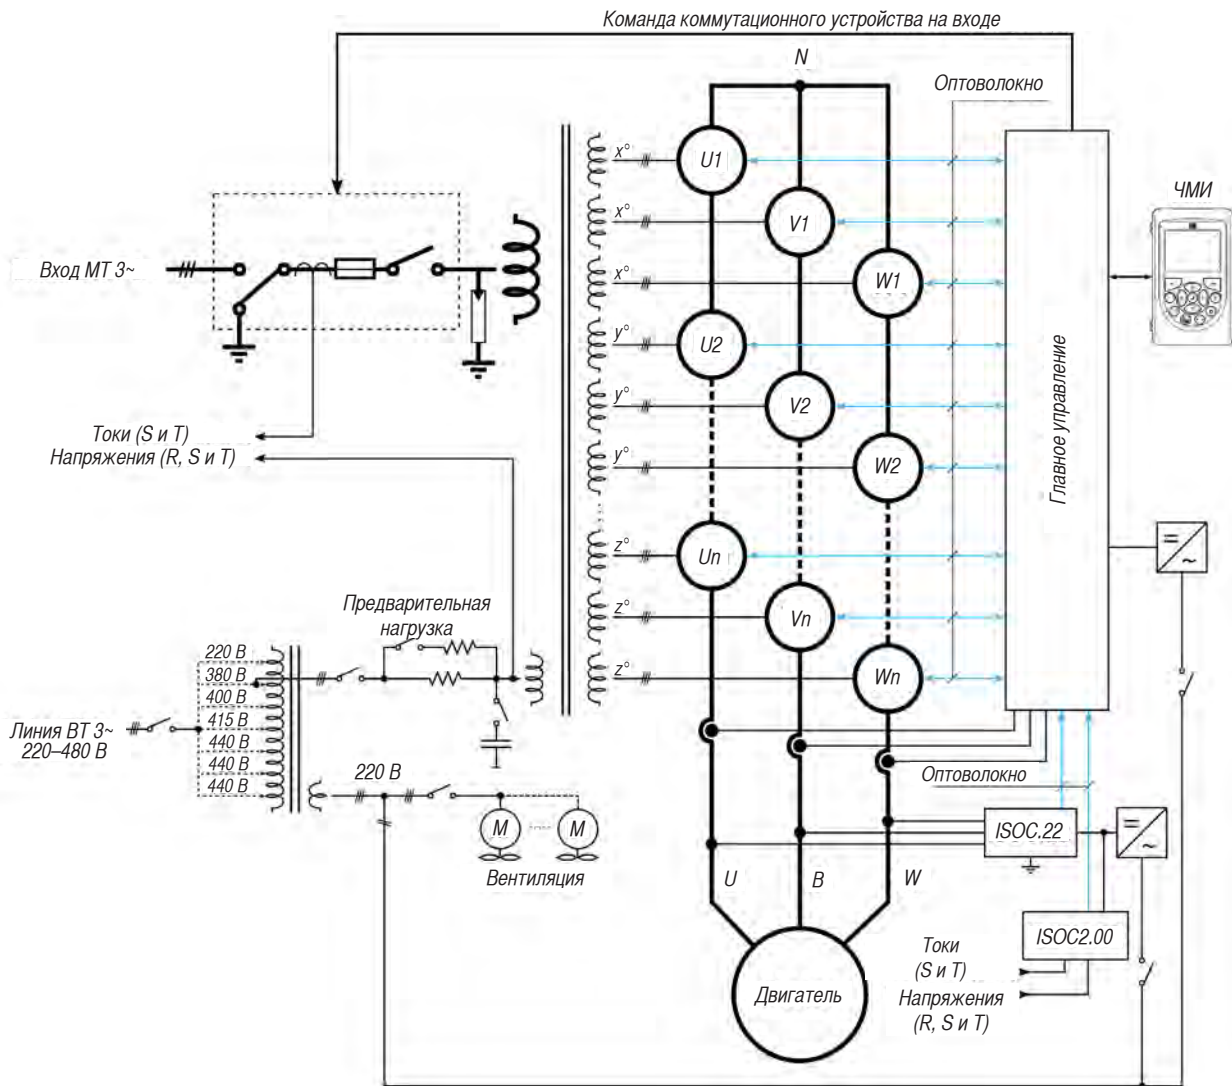 Команда коммутационного устройства на входе
N
Оптоволокно
x°
U1
ЧМИ
x°
V1
Вход МТ 3~
x°
W1
y°
U2
Главное управление
y°
V2
Токи (S и T)
Напряжения (R, S и T)
y°
W2
z°
Un
Предварительная
нагрузка
z°
Vn
220 В
380 В
z°
Wn
400 В
415 В
Линия ВТ 3~
220–480 В
440 В
440 В
440 В
220 В
Оптоволокно
M
M
ISOC.22
Вентиляция
U
В
W
ISOC2.00
Токи
(S и T)
Двигатель
Напряжения
(R, S и T)